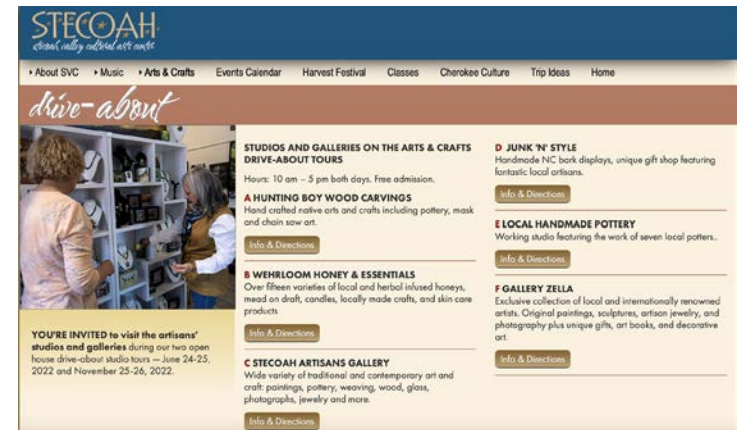 STECOAH
stecoah valley cultural arts center
About SVC
Music
Arts & Crafts
Events Calendar
Harvest Festival
Classes
Cherokee Culture
Trip Ideas
Home
drive-about
YOU'RE INVITED to visit the artisans'
studios and galleries during our two open
house drive-about studio tours — June 24-25,
2022 and November 25-26, 2022.
STUDIOS AND GALLERIES ON THE ARTS & CRAFTS
DRIVE-ABOUT TOURS
Hours: 10 am – 5 pm both days. Free admission.
A HUNTING BOY WOOD CARVINGS
Hand crafted native arts and crafts including pottery, mask
and chain saw art.
Info & Directions
B WEHRLOOM HONEY & ESSENTIALS
Over fifteen varieties of local and herbal infused honeys,
mead on draft, candles, locally made crafts, and skin care
products
Info & Directions
C STECOAH ARTISANS GALLERY
Wide variety of traditional and contemporary art and
craft: paintings, pottery, weaving, wood, glass,
photographs, jewelry and more.
Info & Directions
D JUNK 'N' STYLE
Handmade NC bark displays, unique gift shop featuring
fantastic local artisans.
Info & Directions
E LOCAL HANDMADE POTTERY
Working studio featuring the work of seven local potters..
Info & Directions
F GALLERY ZELLA
Exclusive collection of local and internationally renowned
artists. Original paintings, sculptures, artisan jewelry, and
photography plus unique gifts, art books, and decorative
art.
Info & Directions